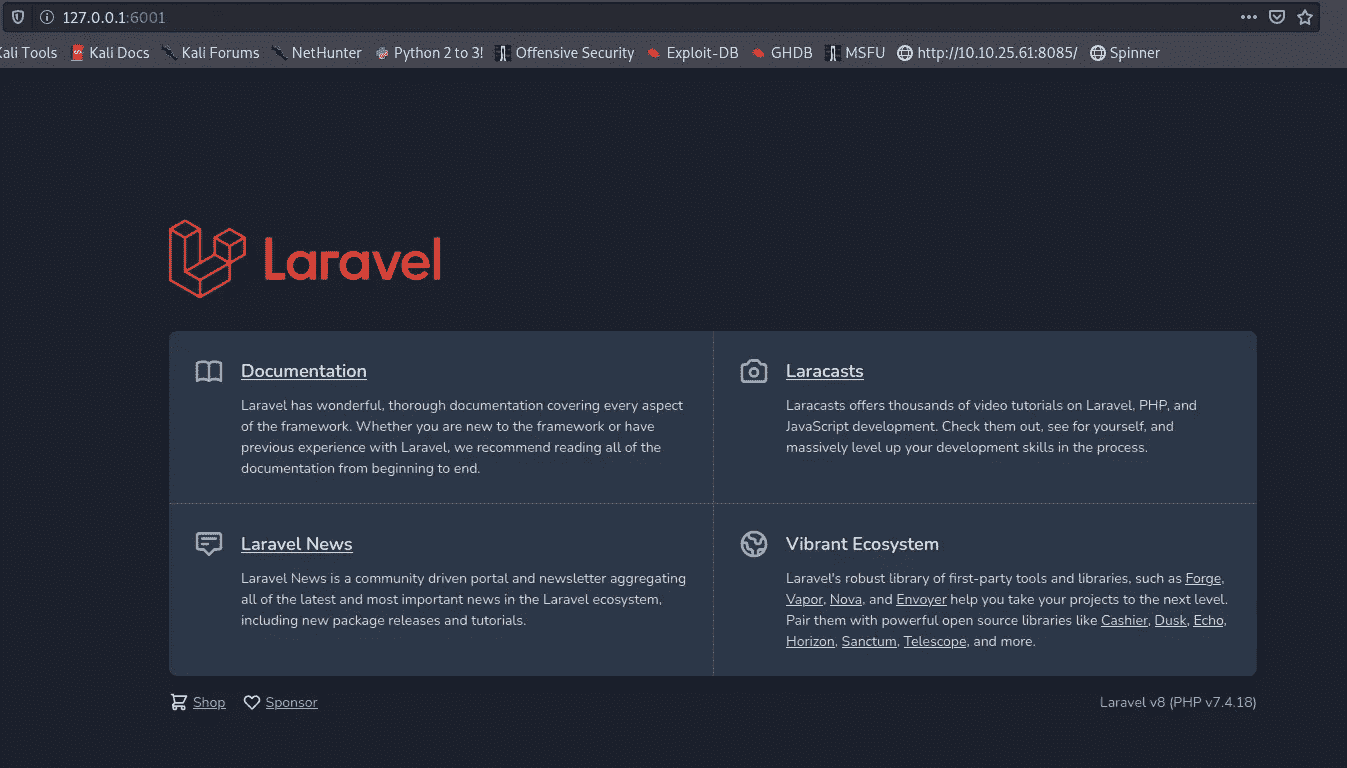 127.0.0.1:6001
Kali Tools Kali Docs Kali Forums NetHunter Python 2 to 3! Offensive Security Exploit-DB GHDB MSFU http://10.10.25.61:8085/ Spinner
Laravel
Documentation
Laravel has wonderful, thorough documentation covering every aspect
of the framework. Whether you are new to the framework or have
previous experience with Laravel, we recommend reading all of the
documentation from beginning to end.
Laracasts
Laracasts offers thousands of video tutorials on Laravel, PHP, and
JavaScript development. Check them out, see for yourself, and
massively level up your development skills in the process.
Laravel News
Laravel News is a community driven portal and newsletter aggregating
all of the latest and most important news in the Laravel ecosystem,
including new package releases and tutorials.
Vibrant Ecosystem
Laravel's robust library of first-party tools and libraries, such as Forge,
Vapor, Nova, and Envoyer help you take your projects to the next level.
Pair them with powerful open source libraries like Cashier, Dusk, Echo,
Horizon, Sanctum, Telescope, and more.
Shop Sponsor
Laravel v8 (PHP v7.4.18)